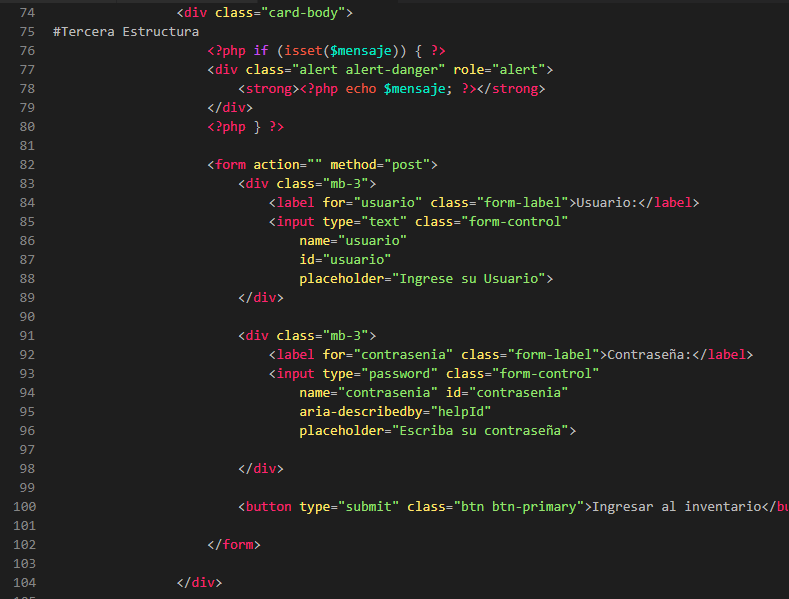 74 <div class="card-body">
75 #Tercera Estructura
76 <?php if (isset($mensaje)) { ?>
77 <div class="alert alert-danger" role="alert">
78 <strong><?php echo $mensaje; ?></strong>
79 </div>
80 <?php } ?>
81
82 <form action="" method="post">
83 <div class="mb-3">
84 <label for="usuario" class="form-label">Usuario:</label>
85 <input type="text" class="form-control"
86 name="usuario"
87 id="usuario"
88 placeholder="Ingrese su Usuario">
89 </div>
90
91 <div class="mb-3">
92 <label for="contrasenia" class="form-label">Contraseña:</label>
93 <input type="password" class="form-control"
94 name="contrasenia" id="contrasenia"
95 aria-describedby="helpId"
96 placeholder="Escriba su contraseña">
97
98 </div>
99
100 <button type="submit" class="btn btn-primary">Ingresar al inventario</bu
101
102 </form>
103
104 </div>